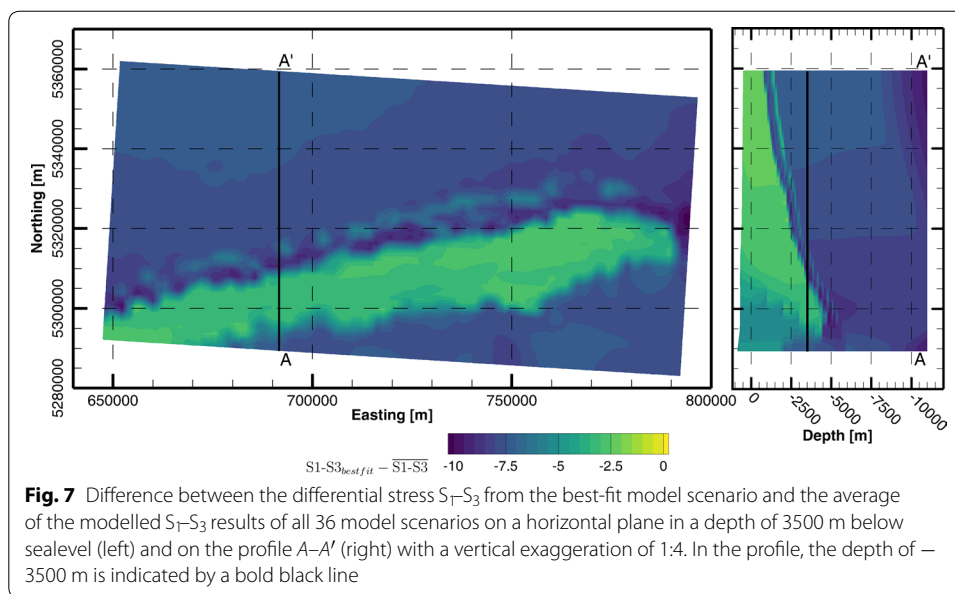 5360000
5340000
5320000
5300000
5280000
Northing [m]
650000
700000
750000
800000
Easting [m]
A'
A
A'
A
0
-2500
-5000
-7500
-10000
Depth [m]
S1-S3bestfit − S1-S3
-10
-7.5
-5
-2.5
0
Fig. 7 Difference between the differential stress S1–S3 from the best-fit model scenario and the average
of the modelled S1–S3 results of all 36 model scenarios on a horizontal plane in a depth of 3500 m below
sealevel (left) and on the profile A–A′ (right) with a vertical exaggeration of 1:4. In the profile, the depth of −
3500 m is indicated by a bold black line